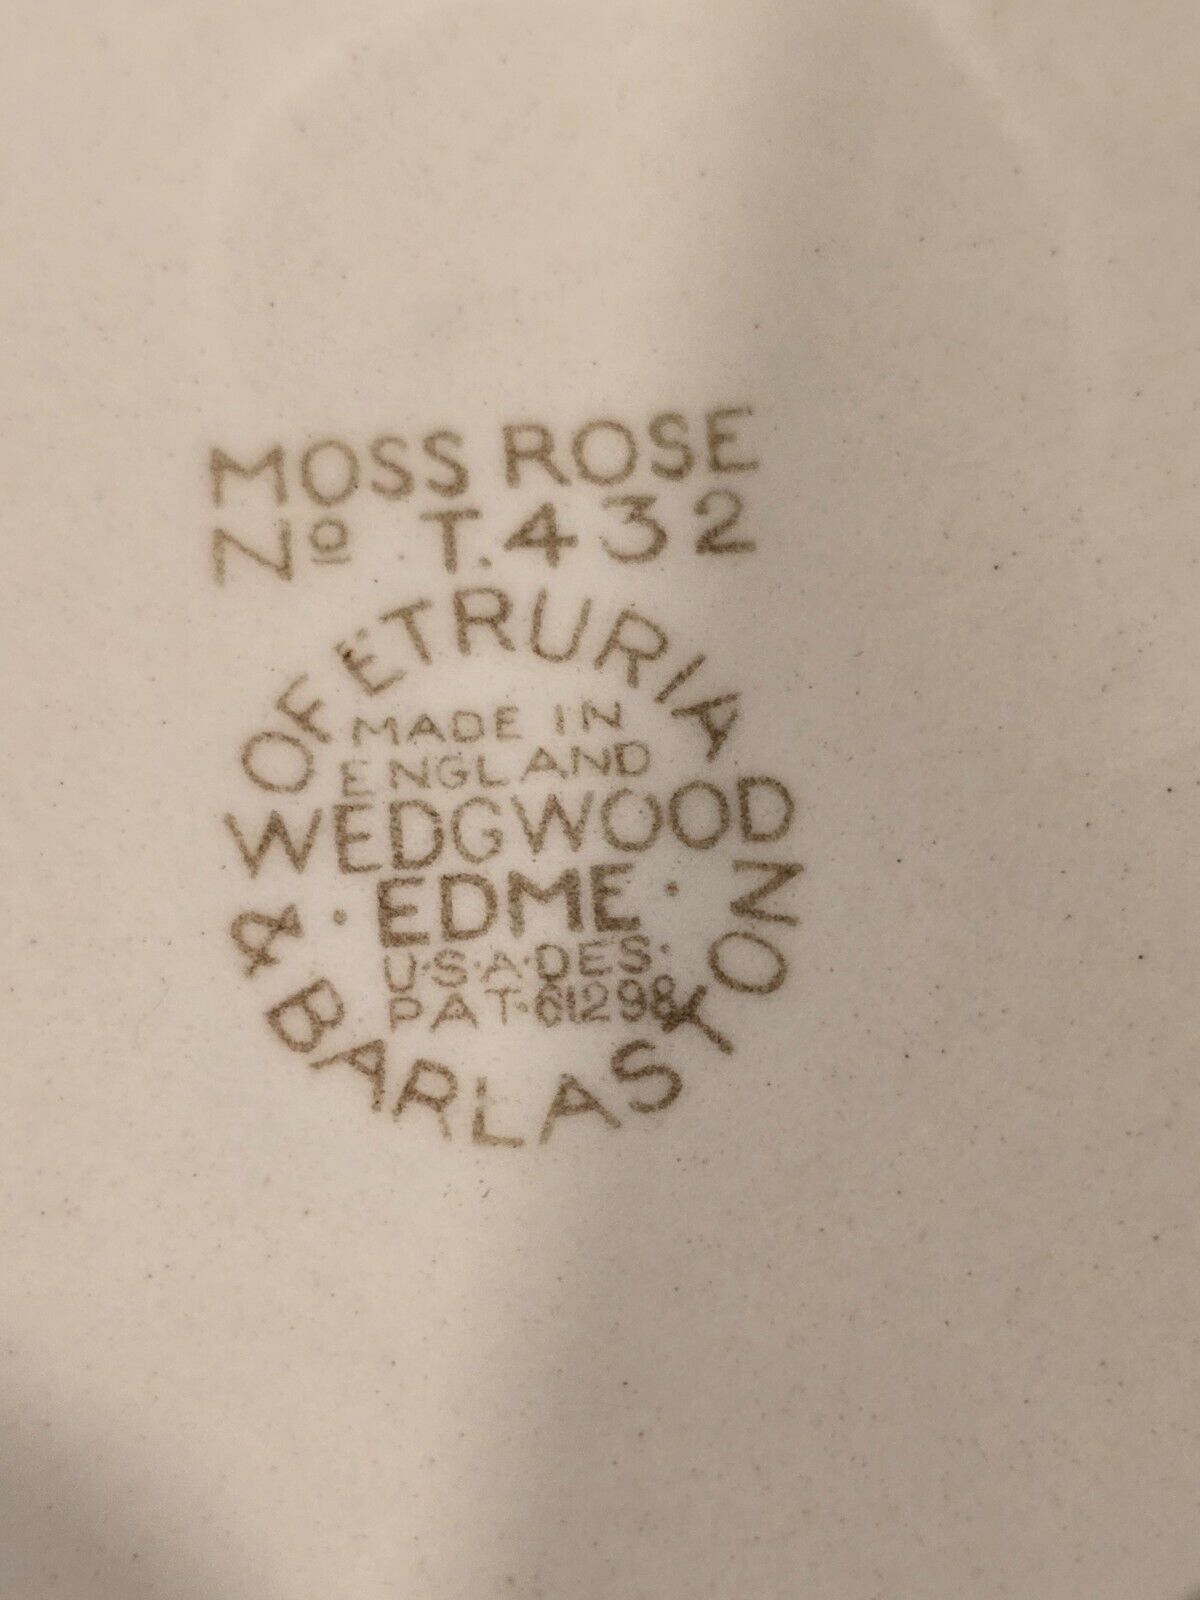 MOSS ROSE
Nº T.432
OF ETRURIA
MADE IN
ENGLAND
WEDGWOOD
·EDME·
U·S·A·DES·
PAT·61298
& BARLASTON